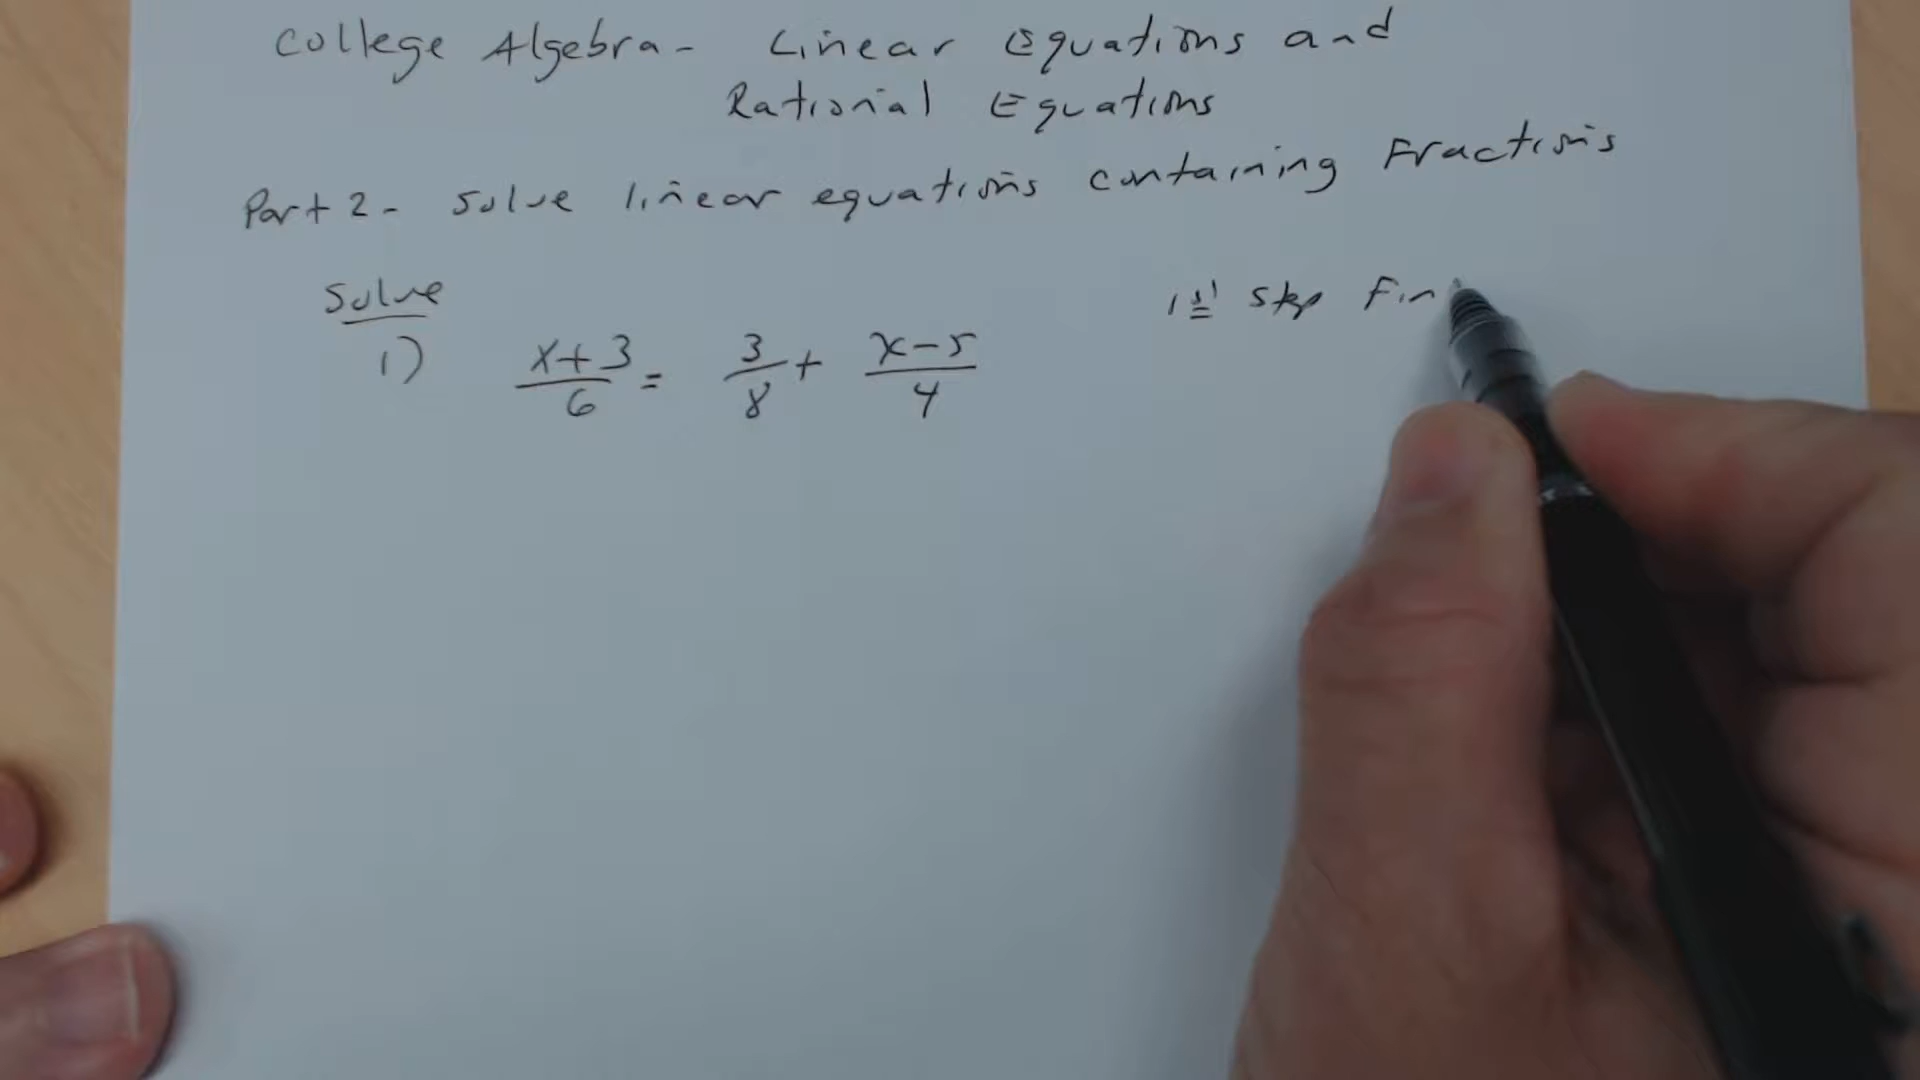 College Algebra - Linear Equations and
Rational Equations
Part 2 - Solve linear equations containing Fractions
Solve
1st Step Fin
1) (x+3)/6 = 3/8 + (x-5)/4